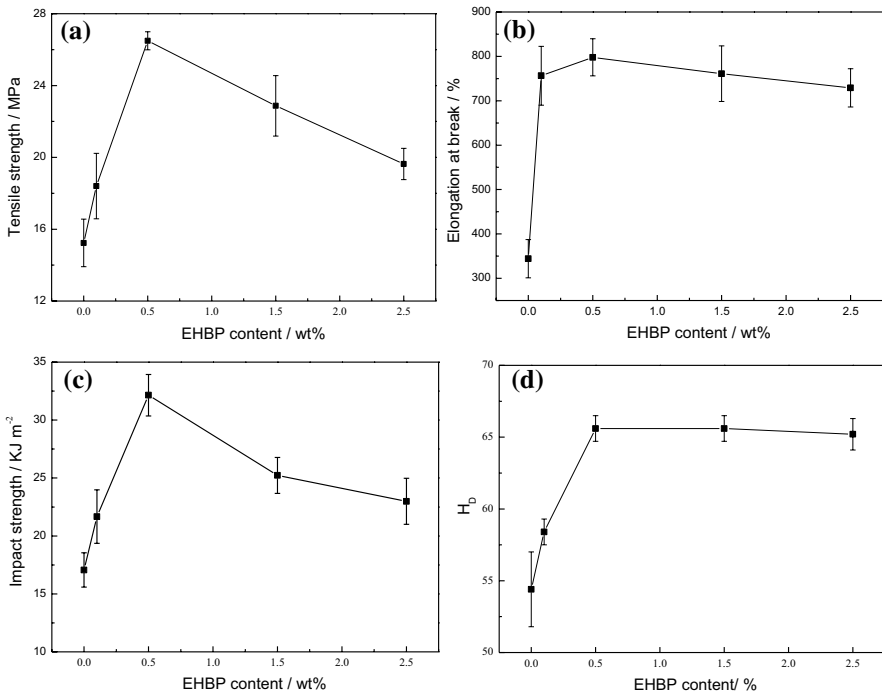 (a)
28
24
20
16
12
Tensile strength / MPa
0.0 0.5 1.0 1.5 2.0 2.5
EHBP content / wt%
(b)
900
800
700
600
500
400
300
Elongation at break / %
0.0 0.5 1.0 1.5 2.0 2.5
EHBP content / wt%
(c)
35
30
25
20
15
10
Impact strength / KJ m⁻²
0.0 0.5 1.0 1.5 2.0 2.5
EHBP content / wt%
(d)
70
65
60
55
50
H_D
0.0 0.5 1.0 1.5 2.0 2.5
EHBP content/ %